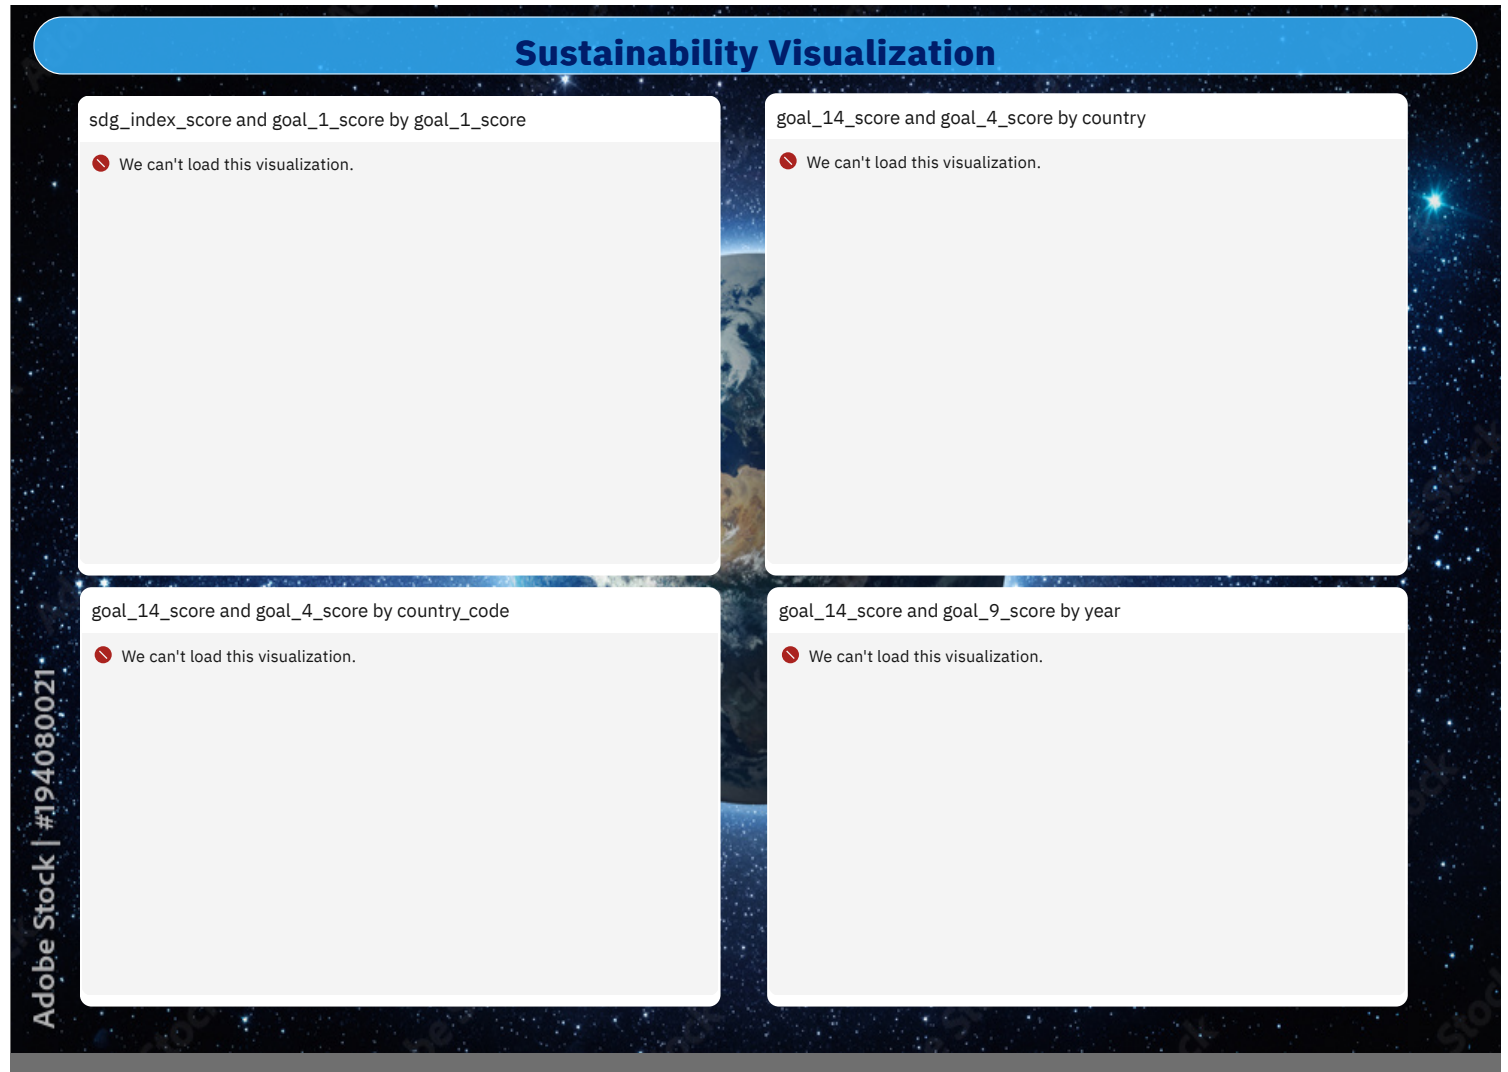 Sustainability Visualization
sdg_index_score and goal_1_score by goal_1_score
We can't load this visualization.
goal_14_score and goal_4_score by country
We can't load this visualization.
goal_14_score and goal_4_score by country_code
We can't load this visualization.
goal_14_score and goal_9_score by year
We can't load this visualization.
Adobe Stock | #194080021